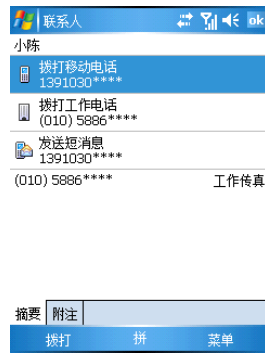 联系人 ok
小陈
拨打移动电话
1391030****
拨打工作电话
(010) 5886****
发送短消息
1391030****
(010) 5886**** 工作传真
摘要 附注
拨打 拼 菜单